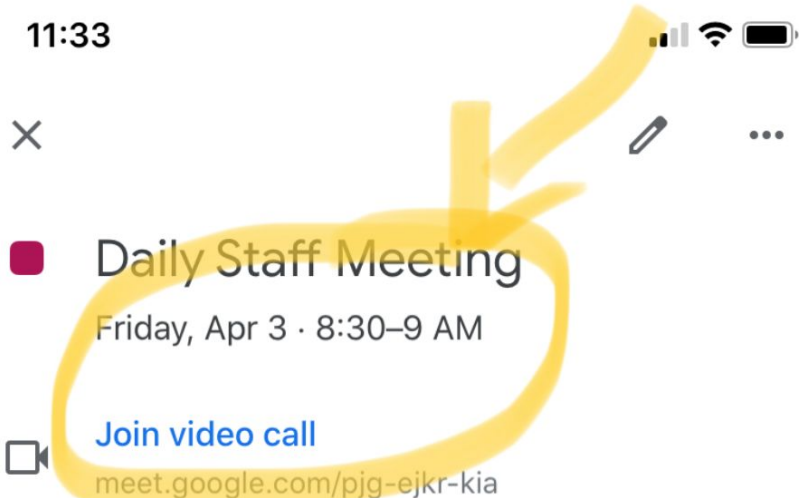 11:33
Daily Staff Meeting
Friday, Apr 3 · 8:30–9 AM
Join video call
meet.google.com/pjg-ejkr-kia